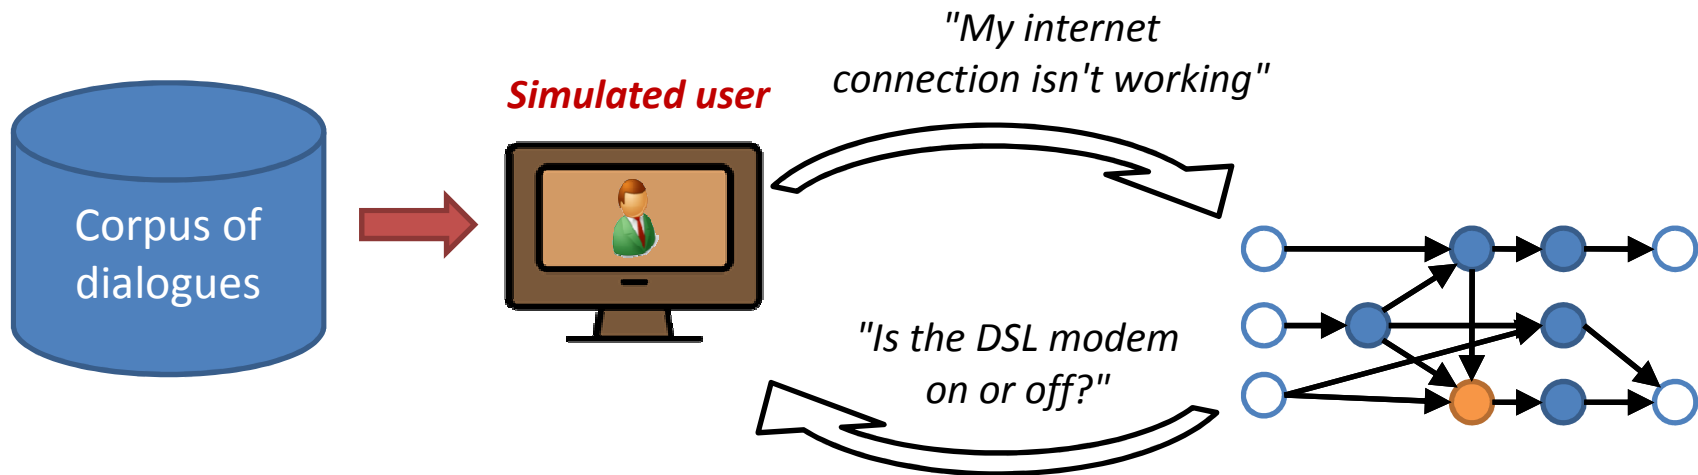 "My internet
connection isn't working"
Simulated user
Corpus of
dialogues
"Is the DSL modem
on or off?"